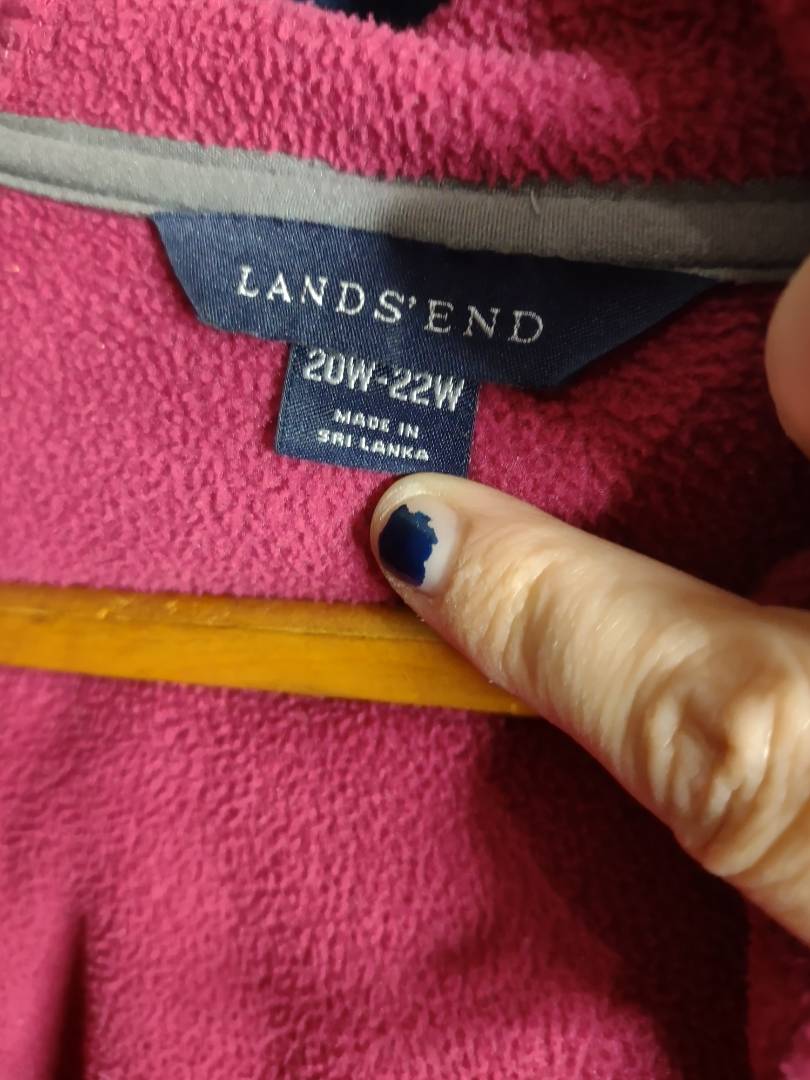 LANDS' END
20W-22W
MADE IN
SRI LANKA